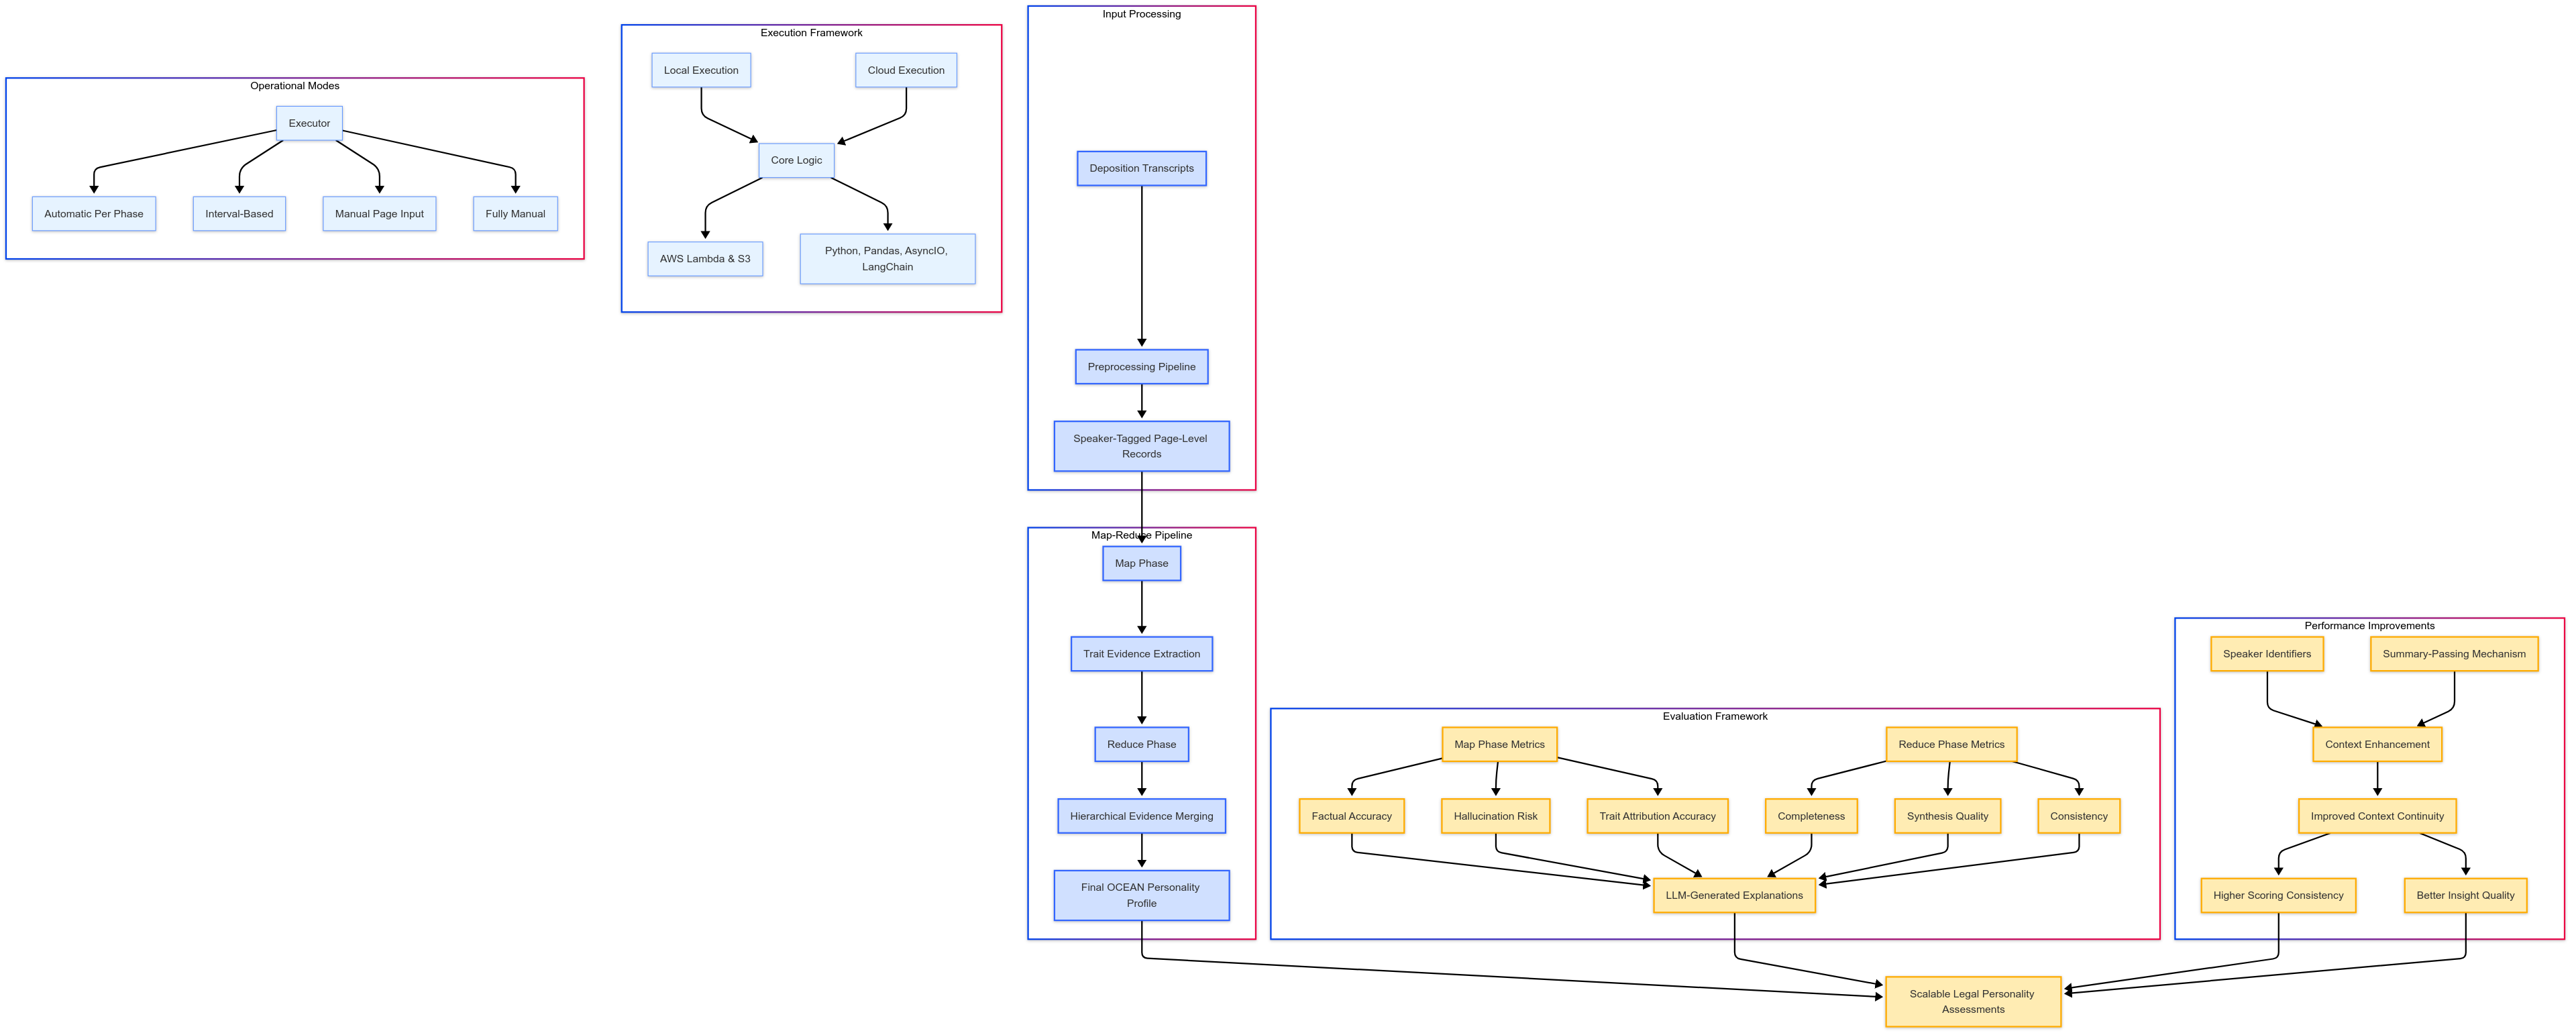 Operational Modes
Executor
Automatic Per Phase
Interval-Based
Manual Page Input
Fully Manual
Execution Framework
Local Execution
Cloud Execution
Core Logic
AWS Lambda & S3
Python, Pandas, AsyncIO,
LangChain
Input Processing
Deposition Transcripts
Preprocessing Pipeline
Speaker-Tagged Page-Level
Records
Map-Reduce Pipeline
Map Phase
Trait Evidence Extraction
Reduce Phase
Hierarchical Evidence Merging
Final OCEAN Personality
Profile
Evaluation Framework
Map Phase Metrics
Reduce Phase Metrics
Factual Accuracy
Hallucination Risk
Trait Attribution Accuracy
Completeness
Synthesis Quality
Consistency
LLM-Generated Explanations
Performance Improvements
Speaker Identifiers
Summary-Passing Mechanism
Context Enhancement
Improved Context Continuity
Higher Scoring Consistency
Better Insight Quality
Scalable Legal Personality
Assessments